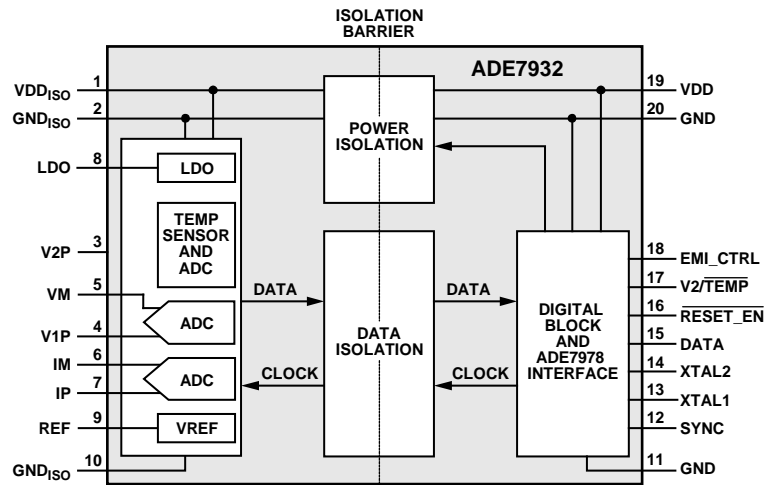 ISOLATION
BARRIER
ADE7932
1
VDDISO
2
GNDISO
8
LDO
3
V2P
5
VM
4
V1P
6
IM
7
IP
9
REF
10
GNDISO
LDO
TEMP
SENSOR
AND
ADC
ADC
ADC
VREF
POWER
ISOLATION
DATA
CLOCK
DATA
ISOLATION
DATA
CLOCK
DIGITAL
BLOCK
AND
ADE7978
INTERFACE
19
VDD
20
GND
18
EMI_CTRL
17
V2/TEMP
16
RESET_EN
15
DATA
14
XTAL2
13
XTAL1
12
SYNC
11
GND